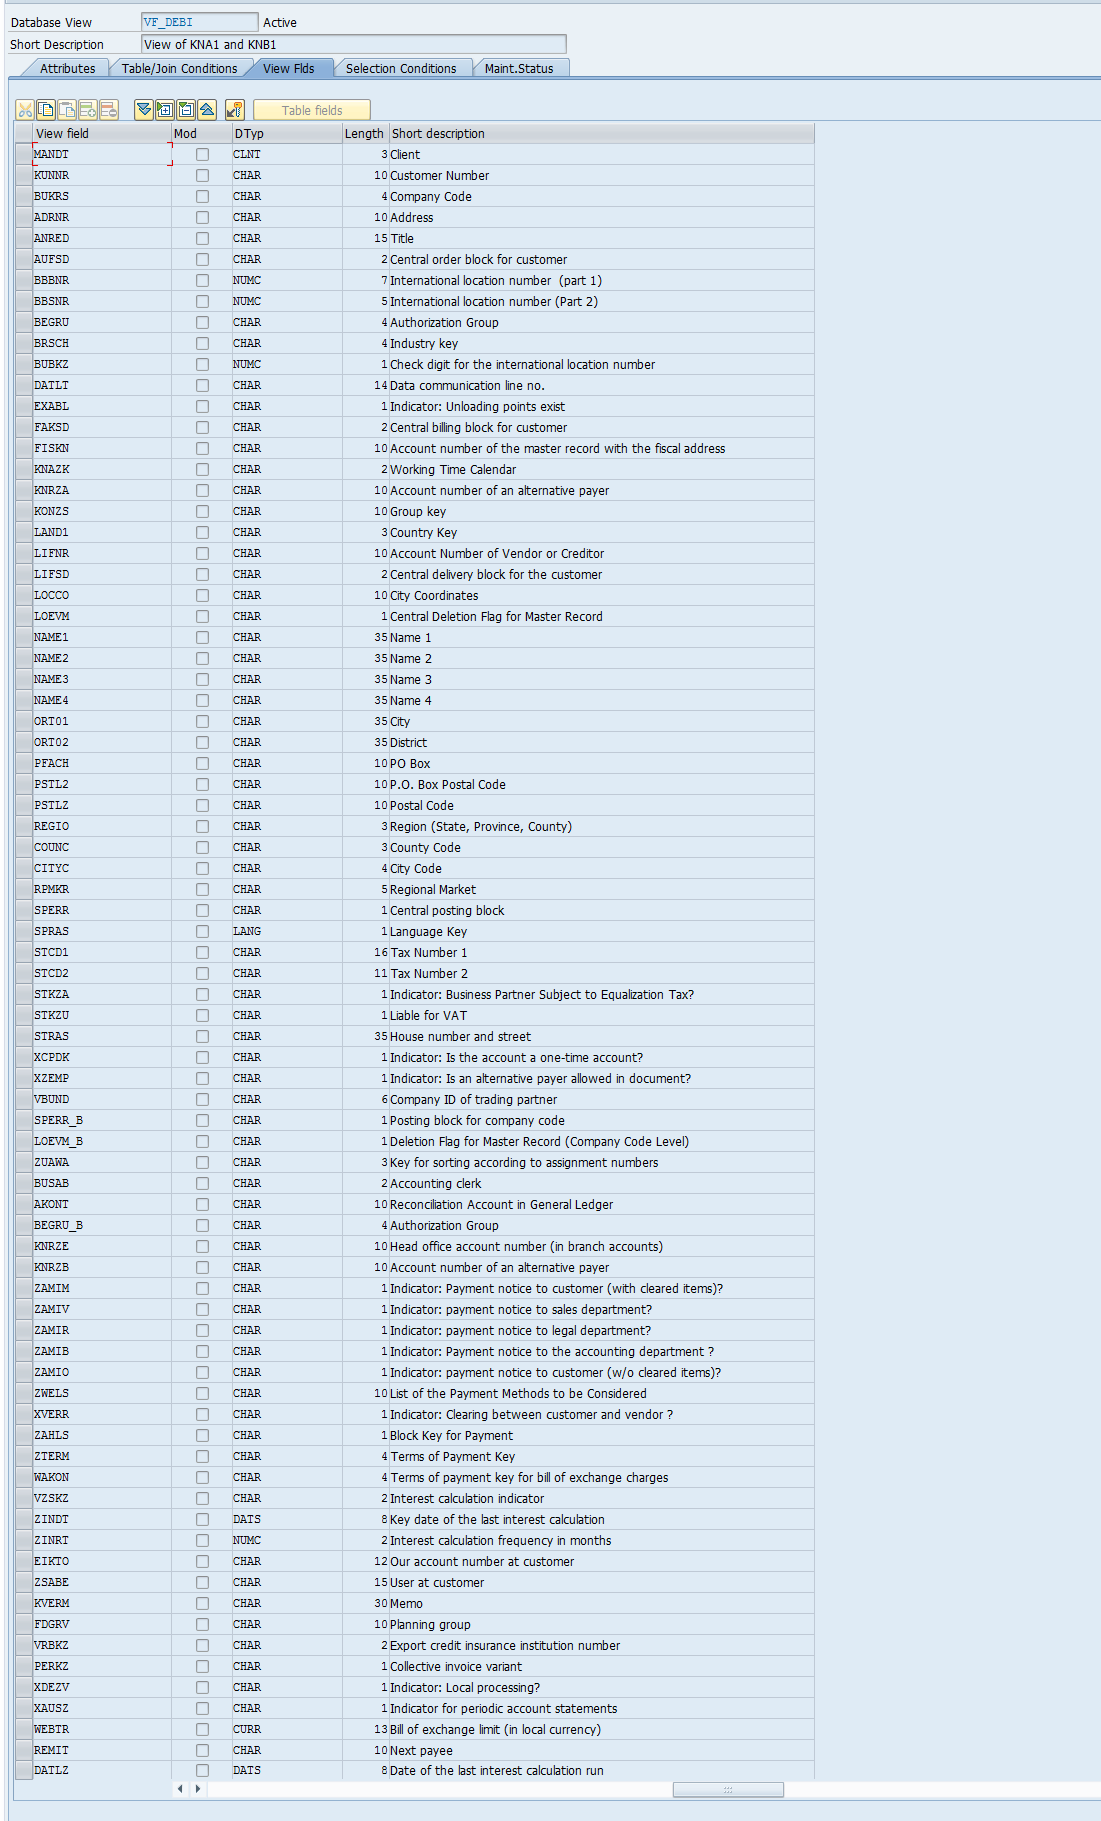 Database View VF_DEBI Active
Short Description View of KNA1 and KNB1
Attributes Table/Join Conditions View Flds Selection Conditions Maint.Status
Table fields
View field Mod DTyp Length Short description
MANDT CLNT 3 Client
KUNNR CHAR 10 Customer Number
BUKRS CHAR 4 Company Code
ADRNR CHAR 10 Address
ANRED CHAR 15 Title
AUFSD CHAR 2 Central order block for customer
BBBNR NUMC 7 International location number (part 1)
BBSNR NUMC 5 International location number (Part 2)
BEGRU CHAR 4 Authorization Group
BRSCH CHAR 4 Industry key
BUBKZ NUMC 1 Check digit for the international location number
DATLT CHAR 14 Data communication line no.
EXABL CHAR 1 Indicator: Unloading points exist
FAKSD CHAR 2 Central billing block for customer
FISKN CHAR 10 Account number of the master record with the fiscal address
KNAZK CHAR 2 Working Time Calendar
KNRZA CHAR 10 Account number of an alternative payer
KONZS CHAR 10 Group key
LAND1 CHAR 3 Country Key
LIFNR CHAR 10 Account Number of Vendor or Creditor
LIFSD CHAR 2 Central delivery block for the customer
LOCCO CHAR 10 City Coordinates
LOEVM CHAR 1 Central Deletion Flag for Master Record
NAME1 CHAR 35 Name 1
NAME2 CHAR 35 Name 2
NAME3 CHAR 35 Name 3
NAME4 CHAR 35 Name 4
ORT01 CHAR 35 City
ORT02 CHAR 35 District
PFACH CHAR 10 PO Box
PSTL2 CHAR 10 P.O. Box Postal Code
PSTLZ CHAR 10 Postal Code
REGIO CHAR 3 Region (State, Province, County)
COUNC CHAR 3 County Code
CITYC CHAR 4 City Code
RPMKR CHAR 5 Regional Market
SPERR CHAR 1 Central posting block
SPRAS LANG 1 Language Key
STCD1 CHAR 16 Tax Number 1
STCD2 CHAR 11 Tax Number 2
STKZA CHAR 1 Indicator: Business Partner Subject to Equalization Tax?
STKZU CHAR 1 Liable for VAT
STRAS CHAR 35 House number and street
XCPDK CHAR 1 Indicator: Is the account a one-time account?
XZEMP CHAR 1 Indicator: Is an alternative payer allowed in document?
VBUND CHAR 6 Company ID of trading partner
SPERR_B CHAR 1 Posting block for company code
LOEVM_B CHAR 1 Deletion Flag for Master Record (Company Code Level)
ZUAWA CHAR 3 Key for sorting according to assignment numbers
BUSAB CHAR 2 Accounting clerk
AKONT CHAR 10 Reconciliation Account in General Ledger
BEGRU_B CHAR 4 Authorization Group
KNRZE CHAR 10 Head office account number (in branch accounts)
KNRZB CHAR 10 Account number of an alternative payer
ZAMIM CHAR 1 Indicator: Payment notice to customer (with cleared items)?
ZAMIV CHAR 1 Indicator: payment notice to sales department?
ZAMIR CHAR 1 Indicator: payment notice to legal department?
ZAMIB CHAR 1 Indicator: Payment notice to the accounting department ?
ZAMIO CHAR 1 Indicator: payment notice to customer (w/o cleared items)?
ZWELS CHAR 10 List of the Payment Methods to be Considered
XVERR CHAR 1 Indicator: Clearing between customer and vendor ?
ZAHLS CHAR 1 Block Key for Payment
ZTERM CHAR 4 Terms of Payment Key
WAKON CHAR 4 Terms of payment key for bill of exchange charges
VZSKZ CHAR 2 Interest calculation indicator
ZINDT DATS 8 Key date of the last interest calculation
ZINRT NUMC 2 Interest calculation frequency in months
EIKTO CHAR 12 Our account number at customer
ZSABE CHAR 15 User at customer
KVERM CHAR 30 Memo
FDGRV CHAR 10 Planning group
VRBKZ CHAR 2 Export credit insurance institution number
PERKZ CHAR 1 Collective invoice variant
XDEZV CHAR 1 Indicator: Local processing?
XAUSZ CHAR 1 Indicator for periodic account statements
WEBTR CURR 13 Bill of exchange limit (in local currency)
REMIT CHAR 10 Next payee
DATLZ DATS 8 Date of the last interest calculation run